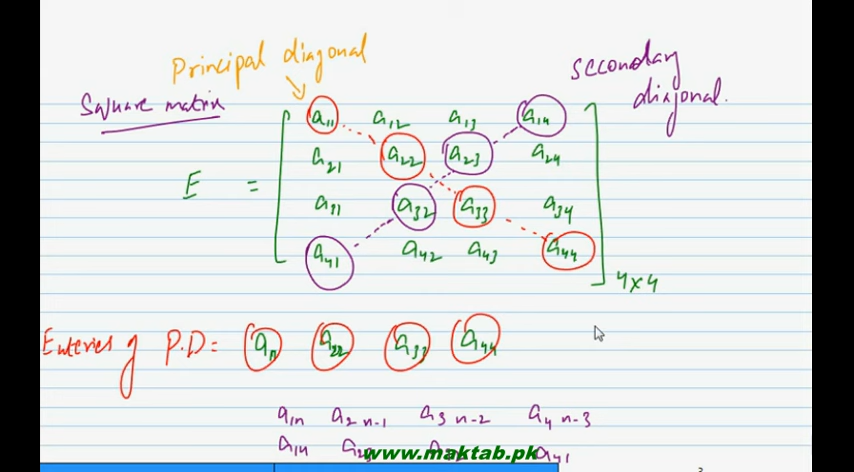 Principal diagonal
Secondary
diagonal.
Square matrix
a11 a12 a13 a14
a21 a22 a23 a24
E = a31 a32 a33 a34
a41 a42 a43 a44
4x4
Enteries of P.D = a11 a22 a33 a44
a1n a2 n-1 a3 n-2 a4 n-3
a14 a41
www.maktab.pk